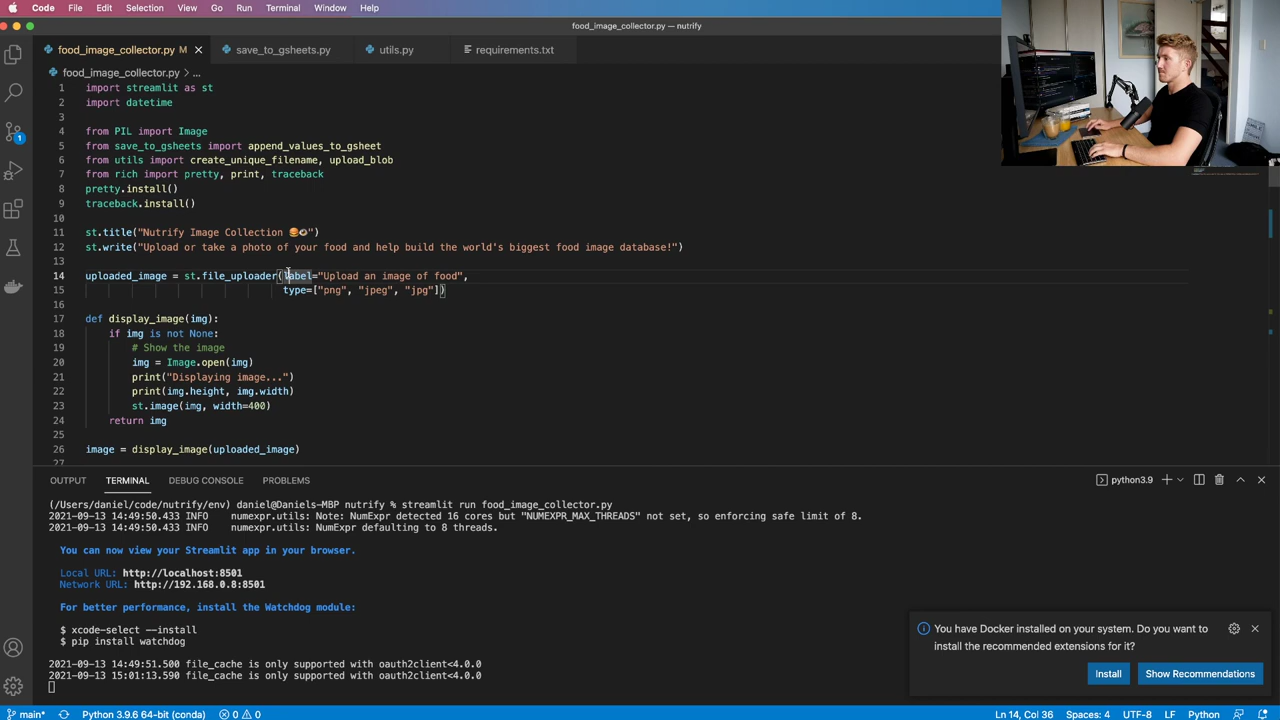 Code File Edit Selection View Go Run Terminal Window Help
food_image_collector.py — nutrify
food_image_collector.py M save_to_gsheets.py utils.py requirements.txt
food_image_collector.py > ...
1 import streamlit as st
2 import datetime
3
4 from PIL import Image
5 from save_to_gsheets import append_values_to_gsheet
6 from utils import create_unique_filename, upload_blob
7 from rich import pretty, print, traceback
8 pretty.install()
9 traceback.install()
10
11 st.title("Nutrify Image Collection 🍔🍳")
12 st.write("Upload or take a photo of your food and help build the world's biggest food image database!")
13
14 uploaded_image = st.file_uploader(label="Upload an image of food",
15 type=["png", "jpeg", "jpg"])
16
17 def display_image(img):
18 if img is not None:
19 # Show the image
20 img = Image.open(img)
21 print("Displaying image...")
22 print(img.height, img.width)
23 st.image(img, width=400)
24 return img
25
26 image = display_image(uploaded_image)
27
1
OUTPUT TERMINAL DEBUG CONSOLE PROBLEMS
python3.9
(/Users/daniel/code/nutrify/env) daniel@Daniels-MBP nutrify % streamlit run food_image_collector.py
2021-09-13 14:49:50.433 INFO numexpr.utils: Note: NumExpr detected 16 cores but "NUMEXPR_MAX_THREADS" not set, so enforcing safe limit of 8.
2021-09-13 14:49:50.433 INFO numexpr.utils: NumExpr defaulting to 8 threads.
You can now view your Streamlit app in your browser.
Local URL: http://localhost:8501
Network URL: http://192.168.0.8:8501
For better performance, install the Watchdog module:
$ xcode-select --install
$ pip install watchdog
2021-09-13 14:49:51.500 file_cache is only supported with oauth2client<4.0.0
2021-09-13 15:01:13.590 file_cache is only supported with oauth2client<4.0.0
You have Docker installed on your system. Do you want to
install the recommended extensions for it?
Install Show Recommendations
main* Python 3.9.6 64-bit (conda) 0 0 Ln 14, Col 36 Spaces: 4 UTF-8 LF Python